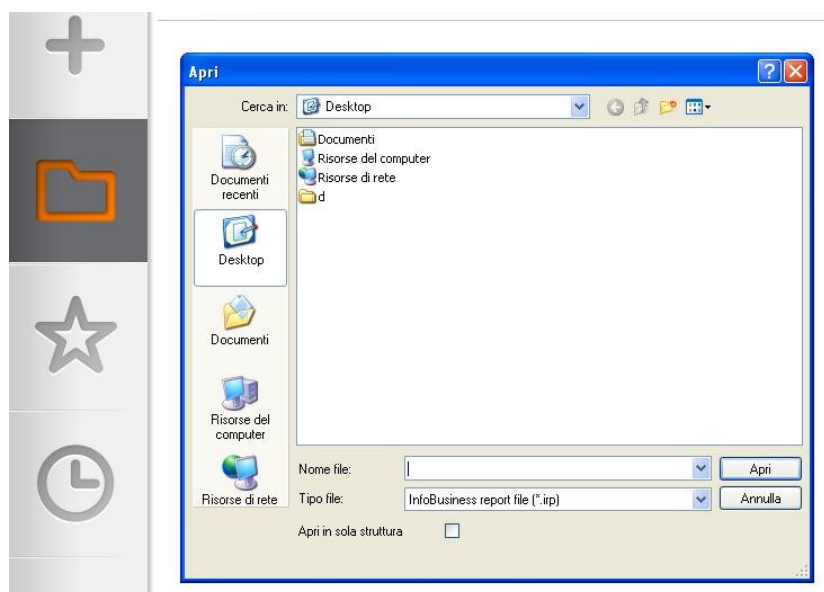 Apri
Cerca in: Desktop
Documenti recenti
Desktop
Documenti
Risorse del computer
Risorse di rete
Documenti
Risorse del computer
Risorse di rete
d
Nome file:
Apri
Tipo file: InfoBusiness report file (*.irp)
Annulla
Apri in sola struttura